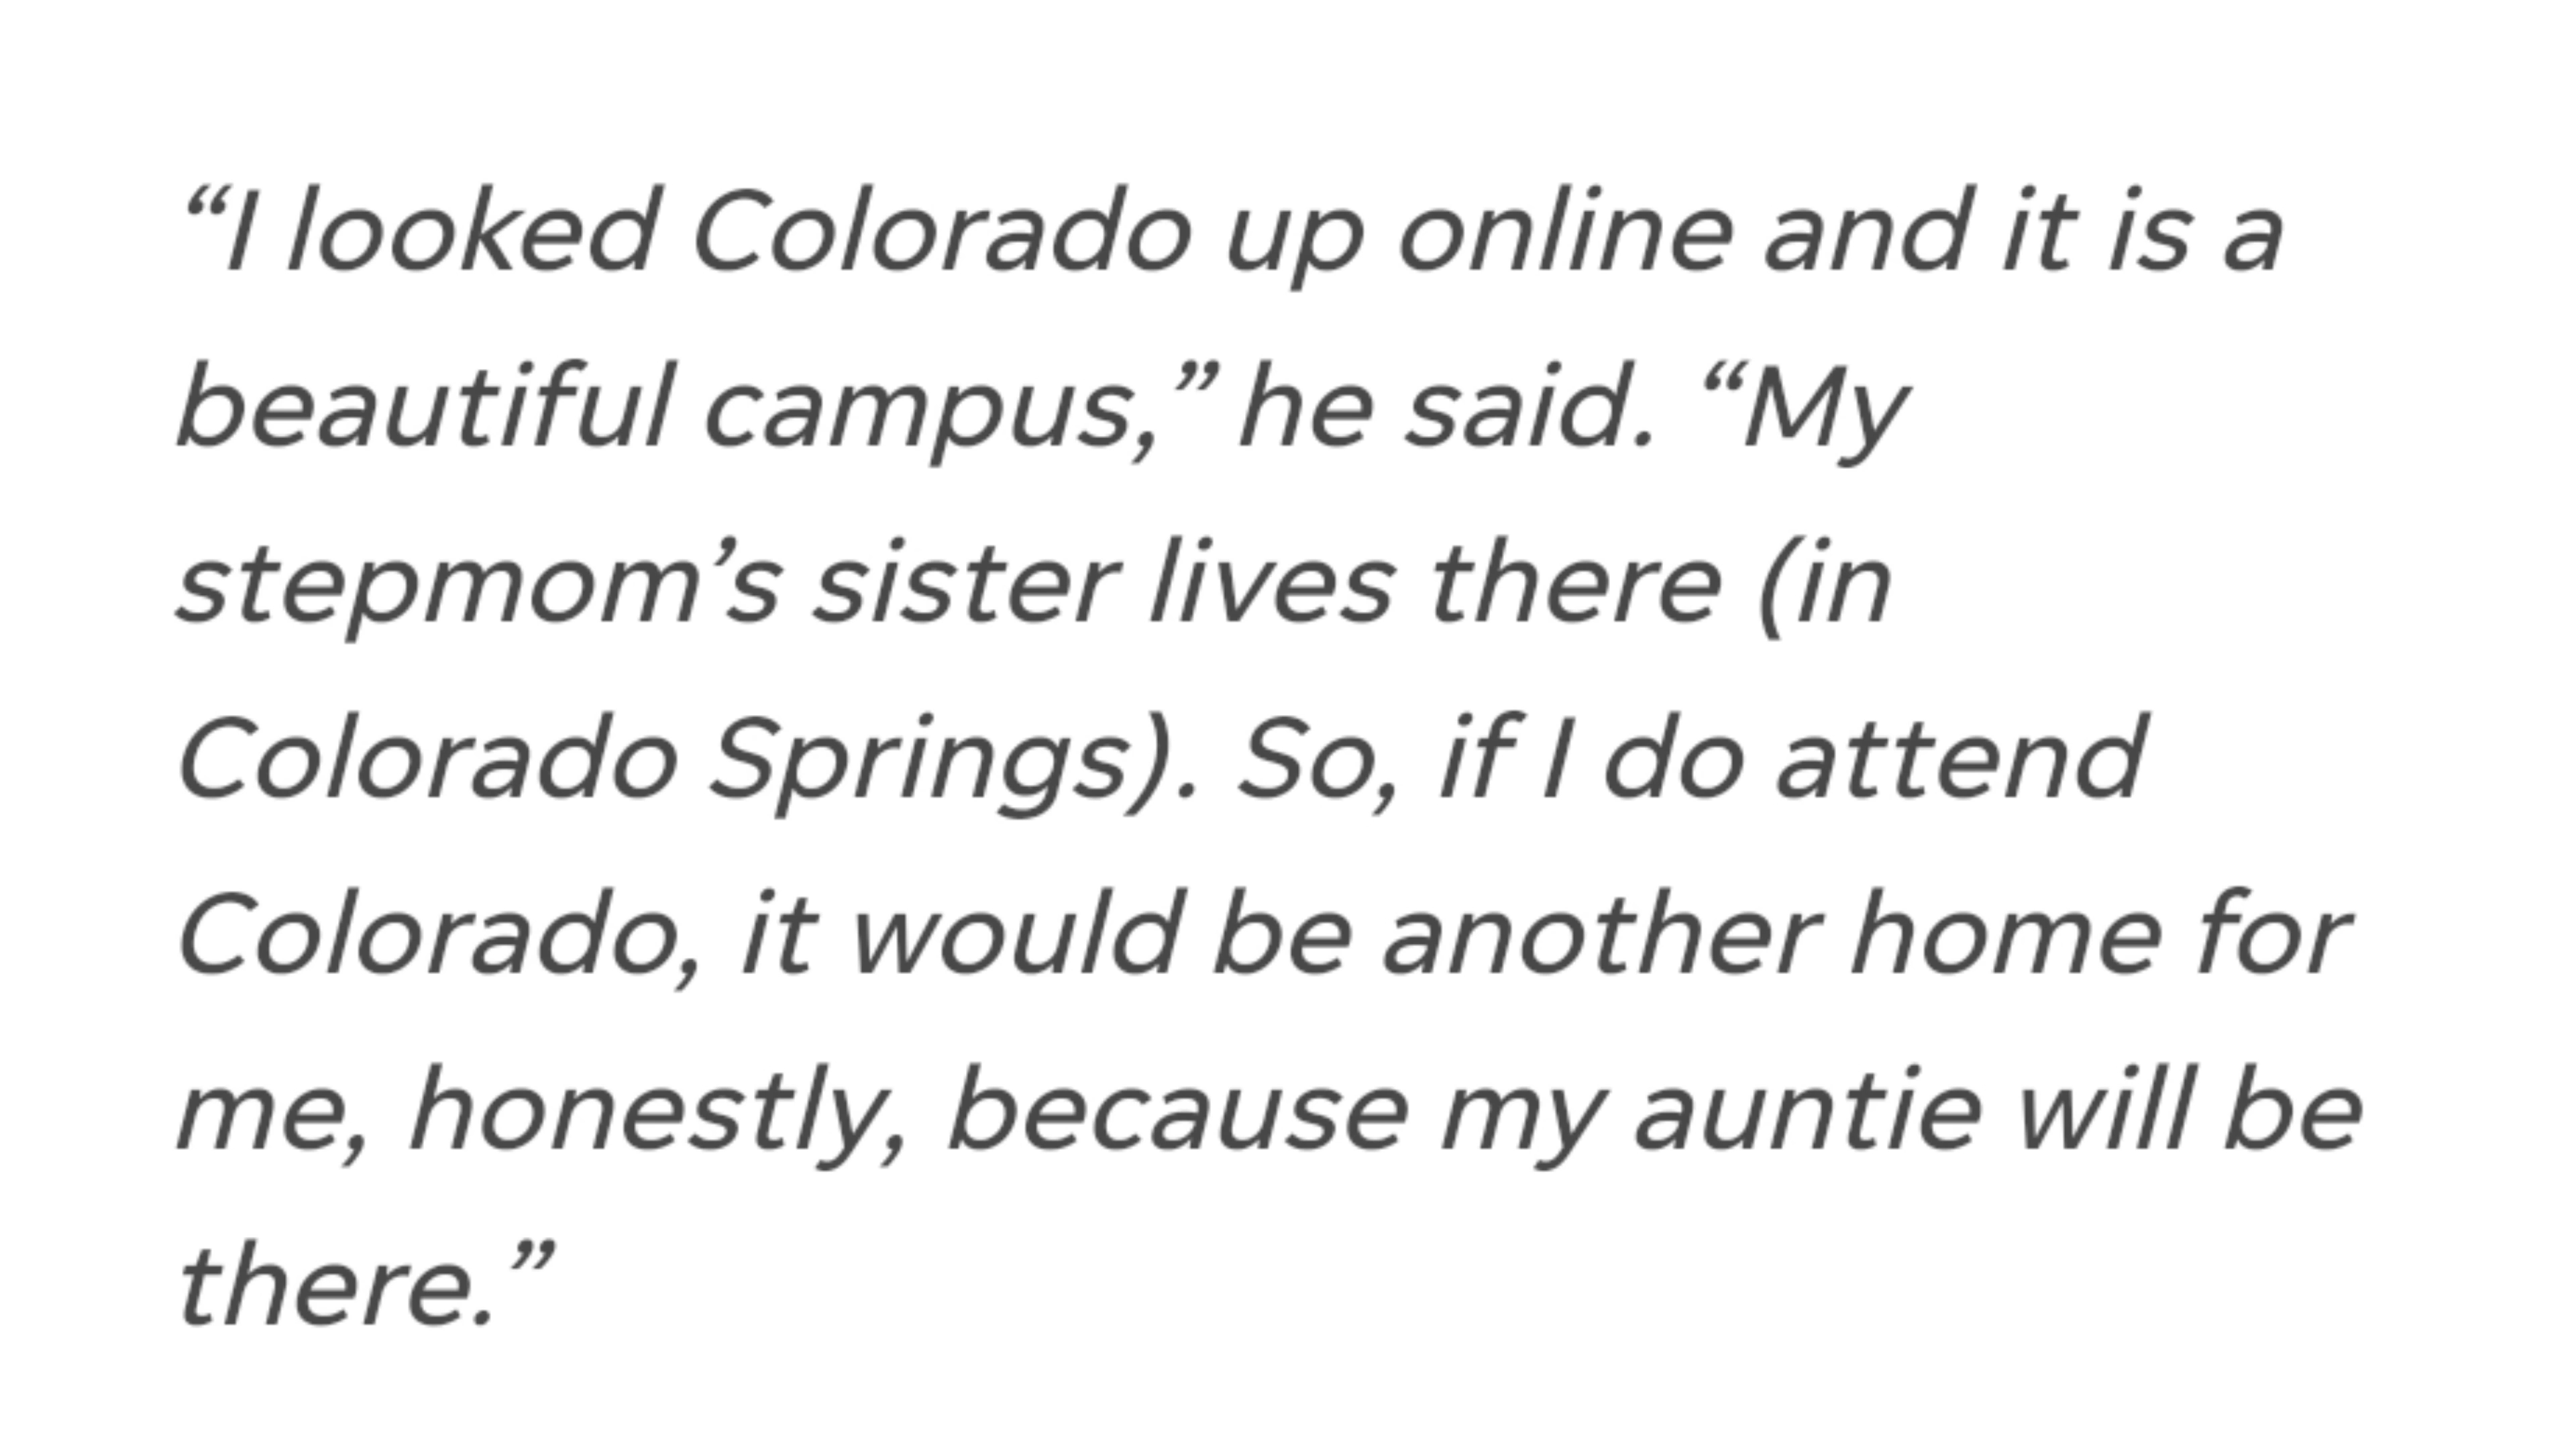 “I looked Colorado up online and it is a
beautiful campus,” he said. “My
stepmom’s sister lives there (in
Colorado Springs). So, if I do attend
Colorado, it would be another home for
me, honestly, because my auntie will be
there.”